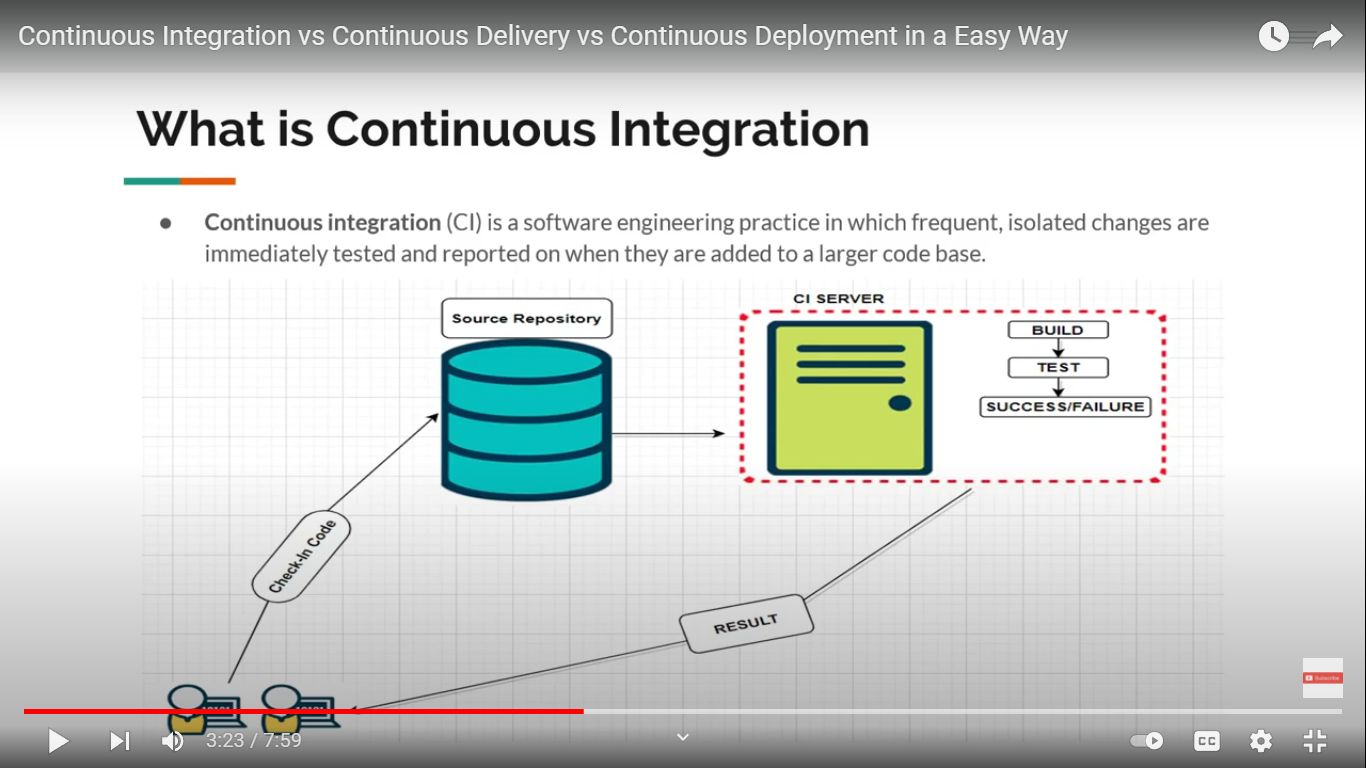 Continuous Integration vs Continuous Delivery vs Continuous Deployment in a Easy Way
What is Continuous Integration
● Continuous integration (CI) is a software engineering practice in which frequent, isolated changes are
immediately tested and reported on when they are added to a larger code base.
CI SERVER
Source Repository
BUILD
TEST
SUCCESS/FAILURE
Check-In Code
RESULT
Subscribe
3:23 / 7:59
CC